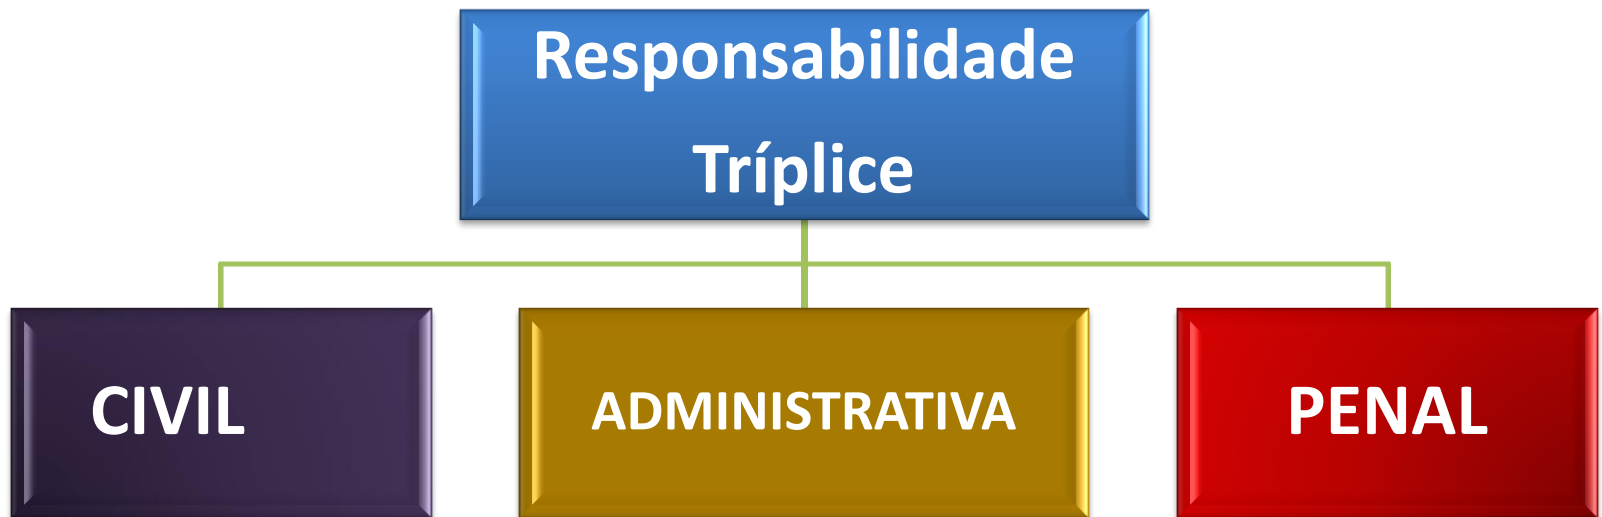 Responsabilidade
Tríplice
CIVIL
ADMINISTRATIVA
PENAL